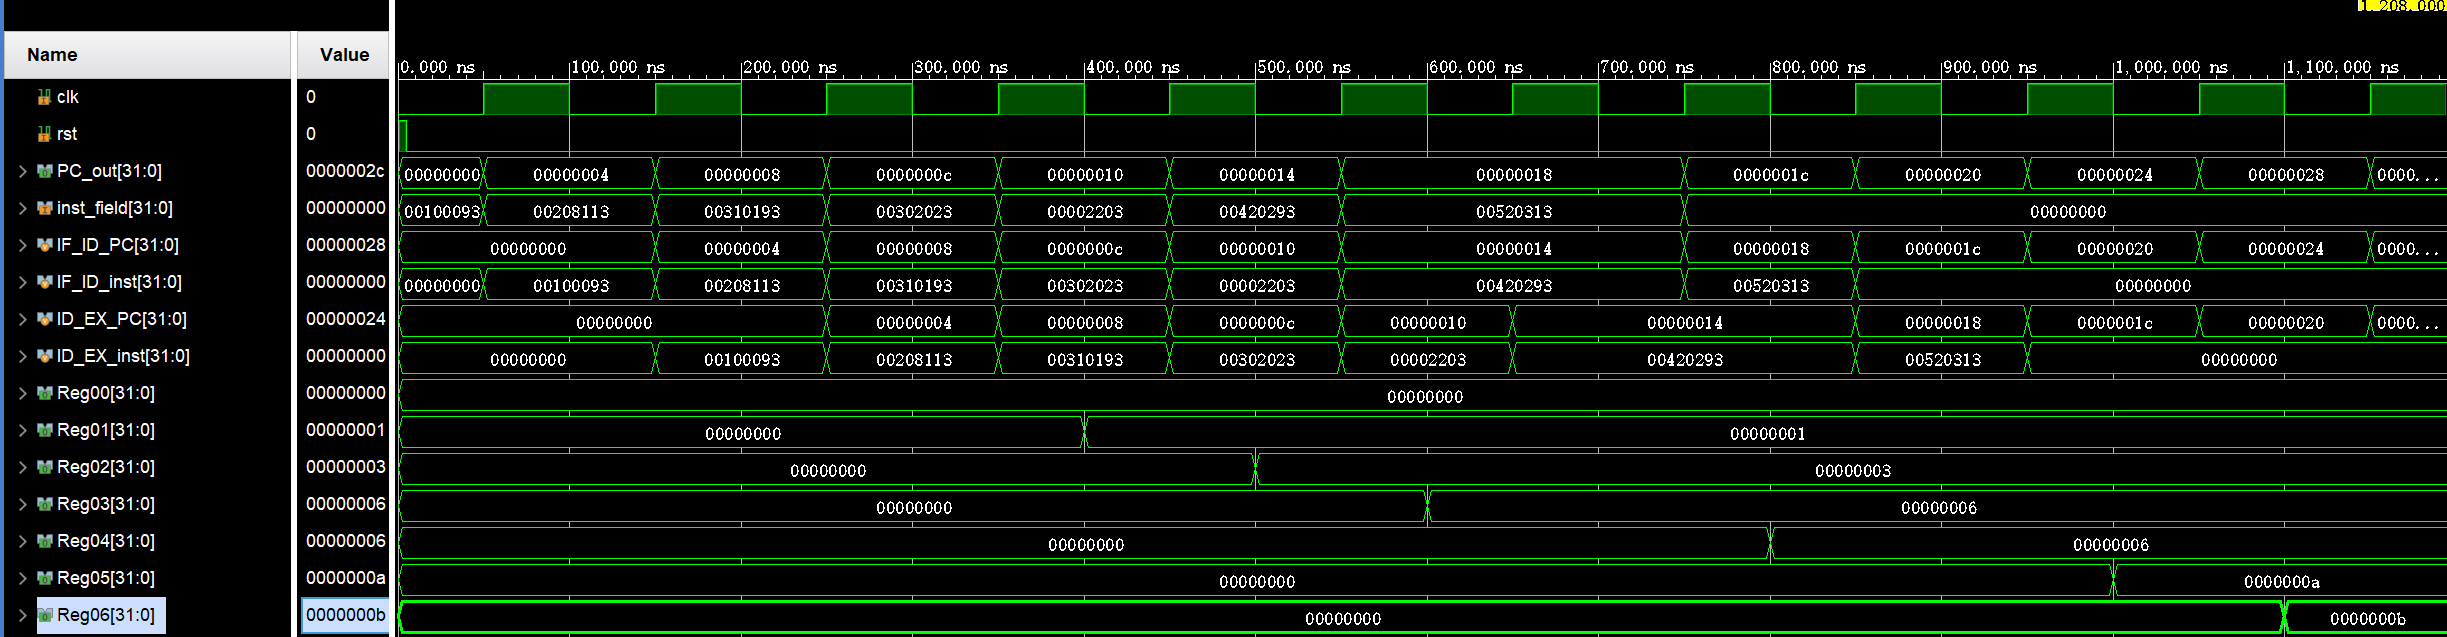 1,208.000
Name Value
0.000 ns 100.000 ns 200.000 ns 300.000 ns 400.000 ns 500.000 ns 600.000 ns 700.000 ns 800.000 ns 900.000 ns 1,000.000 ns 1,100.000 ns
clk 0
rst 0
PC_out[31:0] 0000002c 00000000 00000004 00000008 0000000c 00000010 00000014 00000018 0000001c 00000020 00000024 00000028 0000...
inst_field[31:0] 00000000 00100093 00208113 00310193 00302023 00002203 00420293 00520313 00000000
IF_ID_PC[31:0] 00000028 00000000 00000004 00000008 0000000c 00000010 00000014 00000018 0000001c 00000020 00000024 0000...
IF_ID_inst[31:0] 00000000 00000000 00100093 00208113 00310193 00302023 00002203 00420293 00520313 00000000
ID_EX_PC[31:0] 00000024 00000000 00000004 00000008 0000000c 00000010 00000014 00000018 0000001c 00000020 0000...
ID_EX_inst[31:0] 00000000 00000000 00100093 00208113 00310193 00302023 00002203 00420293 00520313 00000000
Reg00[31:0] 00000000 00000000
Reg01[31:0] 00000001 00000000 00000001
Reg02[31:0] 00000003 00000000 00000003
Reg03[31:0] 00000006 00000000 00000006
Reg04[31:0] 00000006 00000000 00000006
Reg05[31:0] 0000000a 00000000 0000000a
Reg06[31:0] 0000000b 00000000 0000000b